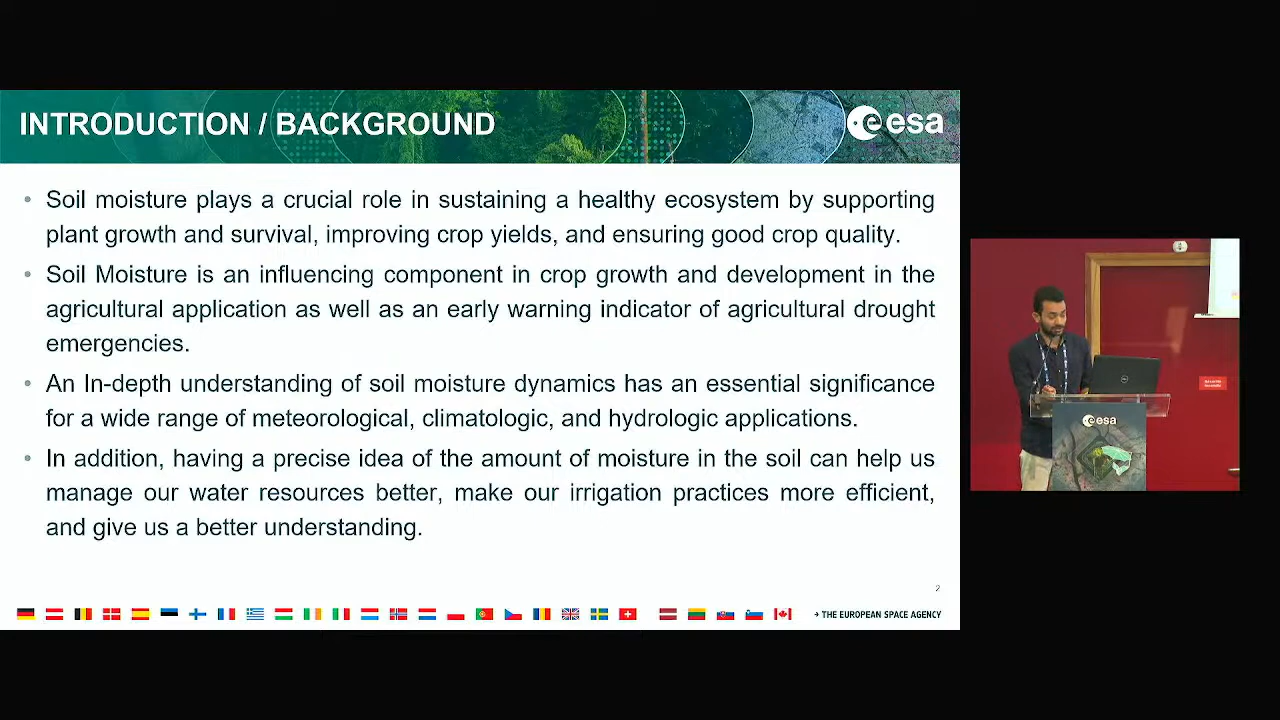 INTRODUCTION / BACKGROUND
esa
• Soil moisture plays a crucial role in sustaining a healthy ecosystem by supporting
plant growth and survival, improving crop yields, and ensuring good crop quality.
• Soil Moisture is an influencing component in crop growth and development in the
agricultural application as well as an early warning indicator of agricultural drought
emergencies.
• An In-depth understanding of soil moisture dynamics has an essential significance
for a wide range of meteorological, climatologic, and hydrologic applications.
• In addition, having a precise idea of the amount of moisture in the soil can help us
manage our water resources better, make our irrigation practices more efficient,
and give us a better understanding.
2
→ THE EUROPEAN SPACE AGENCY
esa